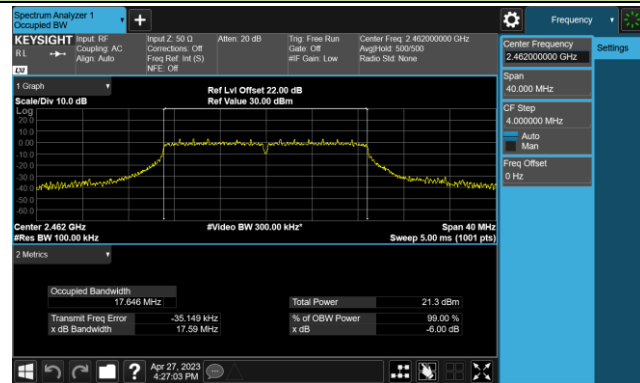 Spectrum Analyzer 1
Occupied BW
Frequency
KEYSIGHT
RL
LXI
Input: RF
Coupling: AC
Align: Auto
Input Z: 50 Ω
Corrections: Off
Freq Ref: Int (S)
NFE: Off
Atten: 20 dB
Trig: Free Run
Gate: Off
#IF Gain: Low
Center Freq: 2.462000000 GHz
Avg|Hold: 500/500
Radio Std: None
Center Frequency
2.462000000 GHz
Settings
Span
40.000 MHz
CF Step
4.000000 MHz
Auto
Man
Freq Offset
0 Hz
1 Graph
Scale/Div 10.0 dB
Ref Lvl Offset 22.00 dB
Ref Value 30.00 dBm
Log
20.0
10.0
0.00
-10.0
-20.0
-30.0
-40.0
-50.0
-60.0
Center 2.462 GHz
#Video BW 300.00 kHz*
Span 40 MHz
#Res BW 100.00 kHz
Sweep 5.00 ms (1001 pts)
2 Metrics
Occupied Bandwidth
17.646 MHz
Total Power 21.3 dBm
Transmit Freq Error -35.149 kHz
% of OBW Power 99.00 %
x dB Bandwidth 17.59 MHz
x dB -6.00 dB
?
Apr 27, 2023
4:27:03 PM